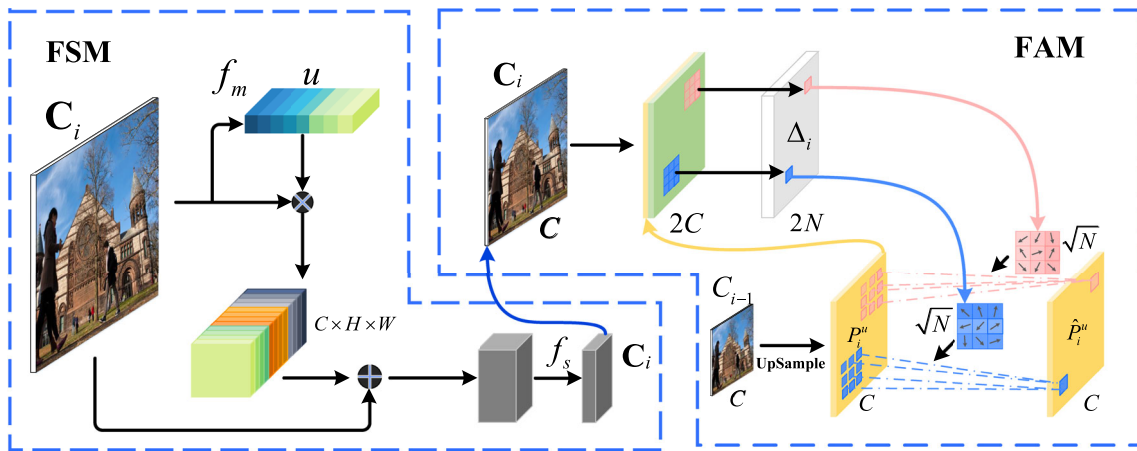 FSM
C_i
f_m
u
C × H × W
f_s
C_i
FAM
C_i
C
2C
Δ_i
2N
√N
C_{i-1}
UpSample
C
P_i^u
C
√N
P̂_i^u
C